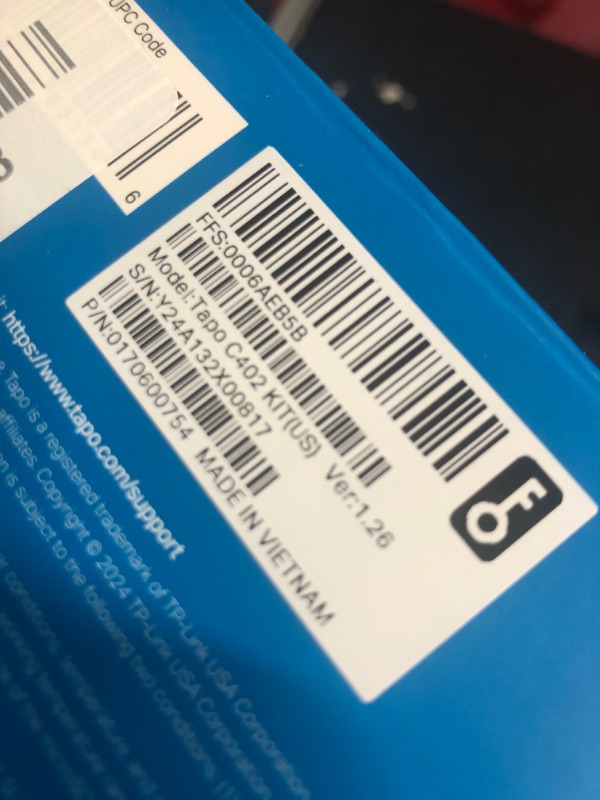 UPC Code
6
FFS:0006AEB5B
Model:Tapo C402 KIT(US) Ver:1.26
S/N:Y24A132X00817
P/N:0170600754 MADE IN VIETNAM
F
https://www.tapo.com/support
Tapo is a registered trademark of TP-Link USA Corporation
affiliates. Copyright © 2024 TP-Link USA Corporation.
is subject to the following two conditions.